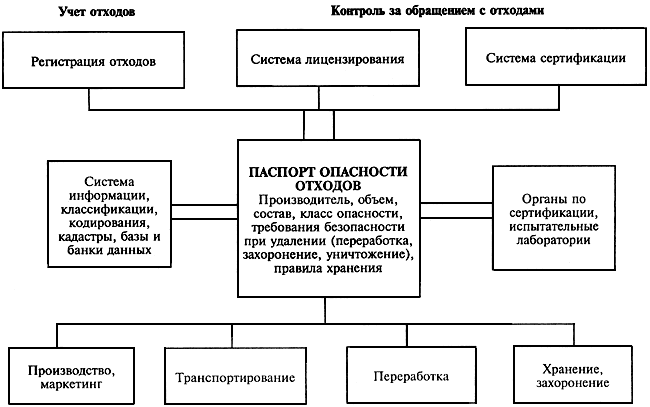 Учет отходов
Контроль за обращением с отходами
Регистрация отходов
Система лицензирования
Система сертификации
Система
информации,
классификации,
кодирования,
кадастры, базы и
банки данных
ПАСПОРТ ОПАСНОСТИ
ОТХОДОВ
Производитель, объем,
состав, класс опасности,
требования безопасности
при удалении (переработка,
захоронение, уничтожение),
правила хранения
Органы по
сертификации,
испытательные
лаборатории
Производство,
маркетинг
Транспортирование
Переработка
Хранение,
захоронение